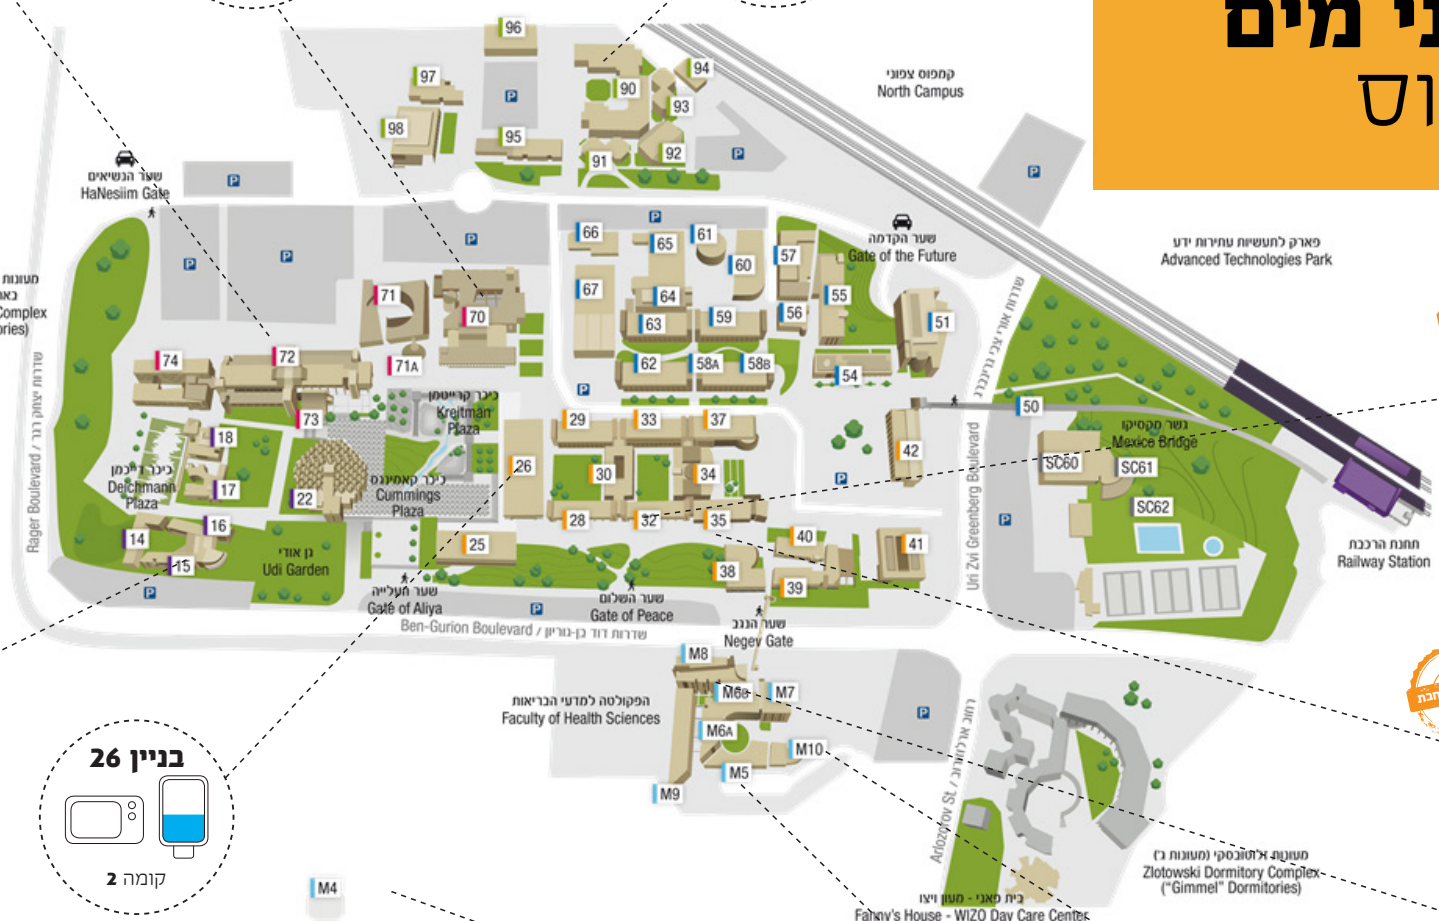 ני מים
וס
קמפוס צפוני
North Campus
שער הנשיאים
HaNesiim Gate
שער הקדמה
Gate of the Future
פארק לתעשיות עתירות ידע
Advanced Technologies Park
מעונות
Complex
ories)
שדרות יצחק רגר / Rager Boulevard
שדרות אורי צבי גרינברג
Uri Zvi Greenberg Boulevard
96
97
98
95
94
90
93
92
91
P
P
P
P
P
P
P
P
P
P
P
P
P
P
66
65
61
60
57
67
64
63
59
56
55
51
62
58A
58B
54
71
70
71A
74
72
73
18
17
22
16
14
15
כיכר קרייטמן
Kreitman
Plaza
כיכר דייכמן
Deichmann
Plaza
כיכר קאמינגס
Cummings
Plaza
גן אודי
Udi Garden
29
33
37
26
30
34
28
32
35
25
42
40
41
38
39
50
גשר מקסיקו
Mexico Bridge
SC60
SC61
SC62
תחנת הרכבת
Railway Station
שער העלייה
Gate of Aliya
שער השלום
Gate of Peace
שער הנגב
Negev Gate
שדרות דוד בן-גוריון / Ben-Gurion Boulevard
הפקולטה למדעי הבריאות
Faculty of Health Sciences
M8
M6B
M7
M6A
M10
M5
M9
M4
רחוב ארלוזורוב / Arlozorov St.
בניין 26
קומה 2
מעונות זלוטובסקי (מעונות ג')
Zlotowski Dormitory Complex
("Gimmel" Dormitories)
בית פאני - מעון ויצו
Fanny's House - WIZO Day Care Center